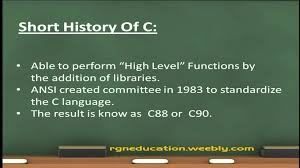 Short History Of C:
• Able to perform "High Level" Functions by
the addition of libraries.
• ANSI created committee in 1983 to standardize
the C language.
• The result is know as C88 or C90.
rgneducation.weebly.com